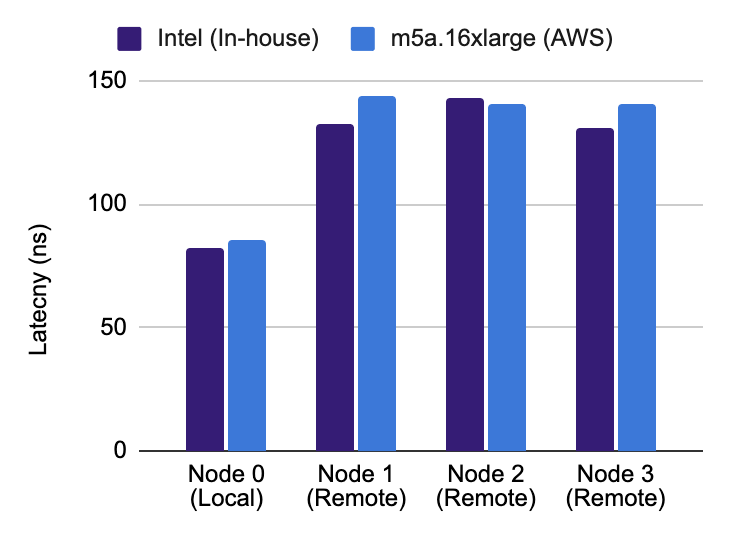 Intel (In-house) m5a.16xlarge (AWS)
150
100
50
0
Latecny (ns)
Node 0 Node 1 Node 2 Node 3
(Local) (Remote) (Remote) (Remote)